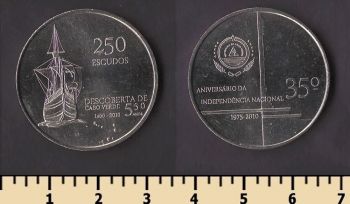 250
ESCUDOS
DESCOBERTA DE
CABO VERDE
1460 - 2010
ANIVERSÁRIO DA
35º
INDEPENDÊNCIA NACIONAL
1975-2010
1 2 3 4 5 6 7